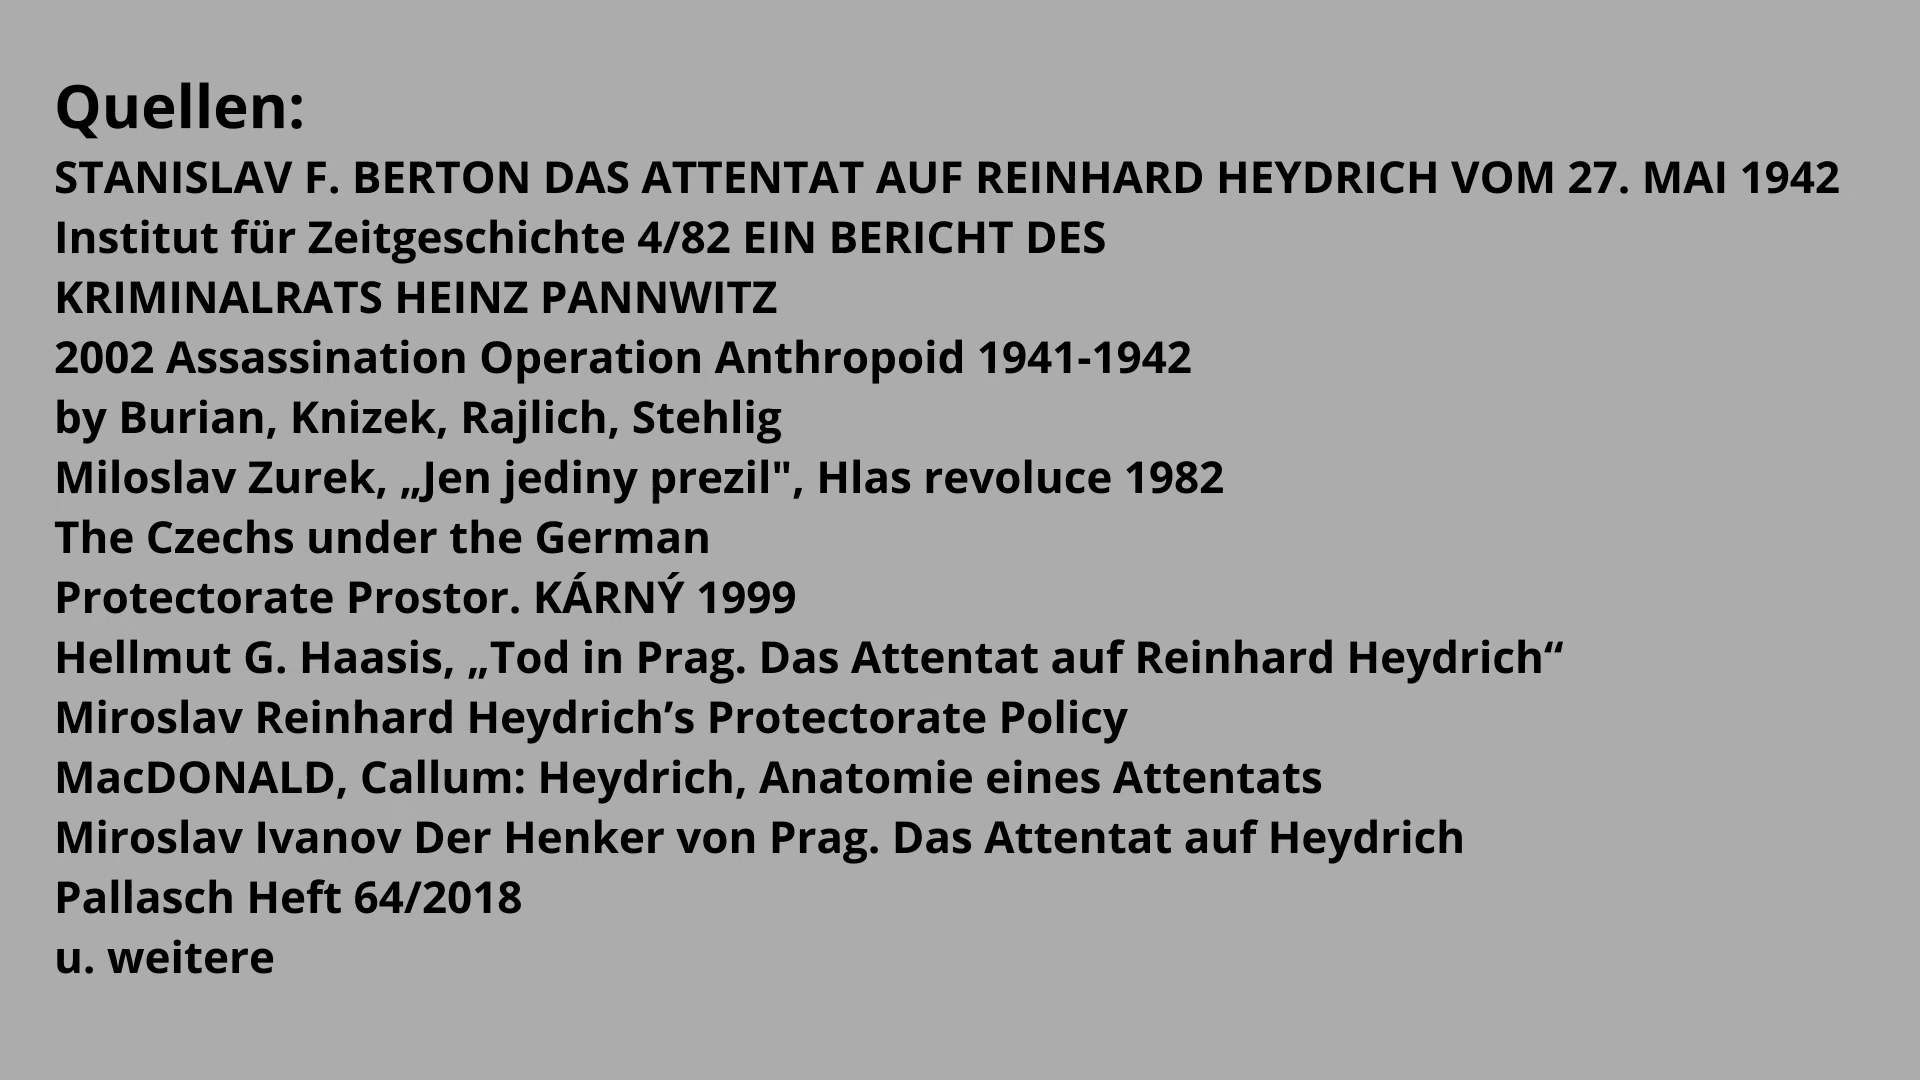 Quellen:
STANISLAV F. BERTON DAS ATTENTAT AUF REINHARD HEYDRICH VOM 27. MAI 1942
Institut für Zeitgeschichte 4/82 EIN BERICHT DES
KRIMINALRATS HEINZ PANNWITZ
2002 Assassination Operation Anthropoid 1941-1942
by Burian, Knizek, Rajlich, Stehlig
Miloslav Zurek, „Jen jediny prezil", Hlas revoluce 1982
The Czechs under the German
Protectorate Prostor. KÁRNÝ 1999
Hellmut G. Haasis, „Tod in Prag. Das Attentat auf Reinhard Heydrich“
Miroslav Reinhard Heydrich’s Protectorate Policy
MacDONALD, Callum: Heydrich, Anatomie eines Attentats
Miroslav Ivanov Der Henker von Prag. Das Attentat auf Heydrich
Pallasch Heft 64/2018
u. weitere